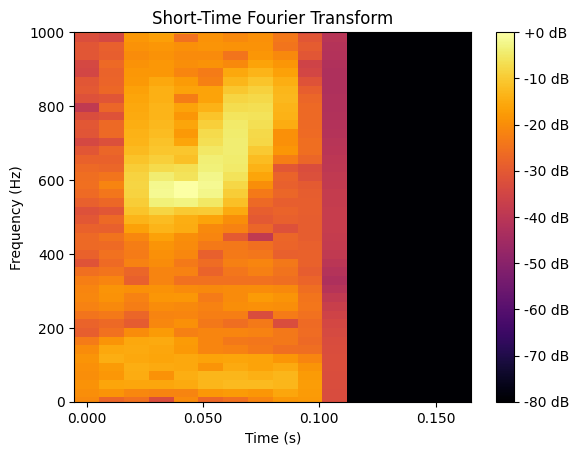 Short-Time Fourier Transform
1000
800
600
400
200
0
Frequency (Hz)
0.000
0.050
0.100
0.150
Time (s)
+0 dB
-10 dB
-20 dB
-30 dB
-40 dB
-50 dB
-60 dB
-70 dB
-80 dB